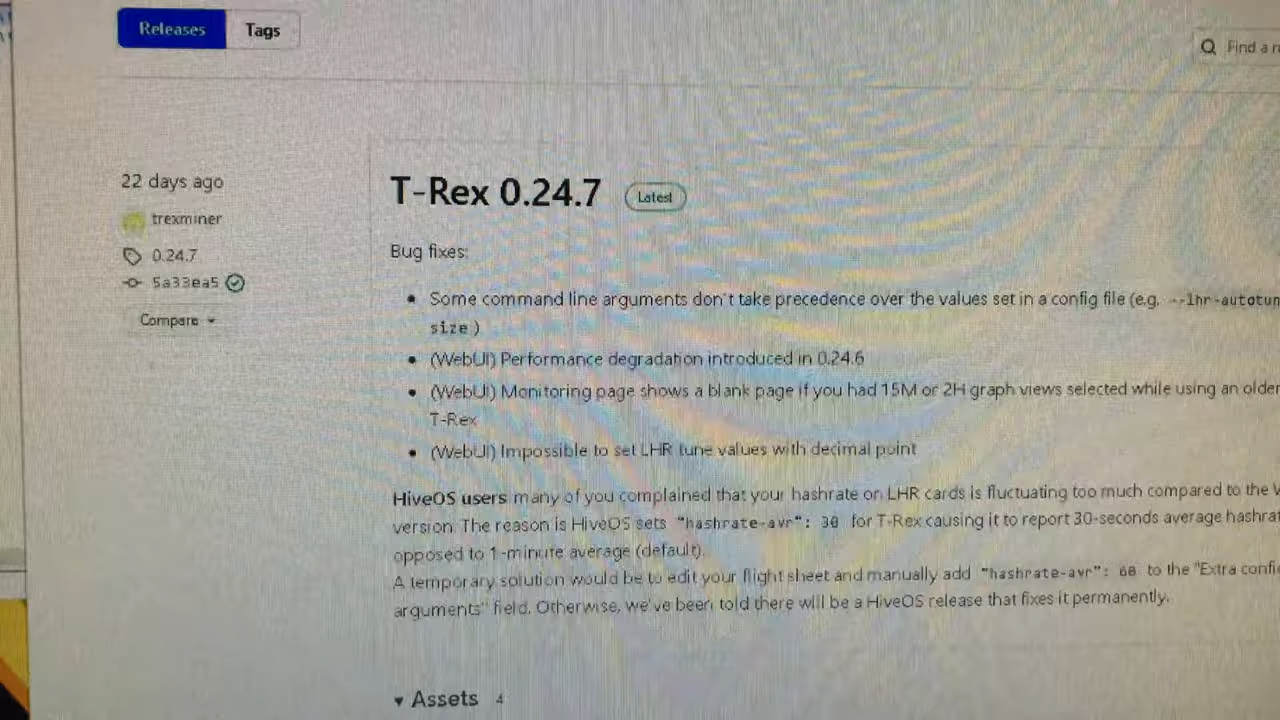 Releases
Tags
Find a
22 days ago
trexminer
0.24.7
5a33ea5
Compare
T-Rex 0.24.7
Latest
Bug fixes:
Some command line arguments don't take precedence over the values set in a config file (e.g. --lhr-autotun
size )
(WebUI) Performance degradation introduced in 0.24.6
(WebUI) Monitoring page shows a blank page if you had 15M or 2H graph views selected while using an older
T-Rex
(WebUI) Impossible to set LHR tune values with decimal point
HiveOS users many of you complained that your hashrate on LHR cards is fluctuating too much compared to the
version. The reason is HiveOS sets "hashrate-avr": 30 for T-Rex causing it to report 30-seconds average hashrat
opposed to 1-minute average (default).
A temporary solution would be to edit your flight sheet and manually add "hashrate-avr": 60 to the "Extra confi
arguments" field. Otherwise, we've been told there will be a HiveOS release that fixes it permanently.
Assets 4